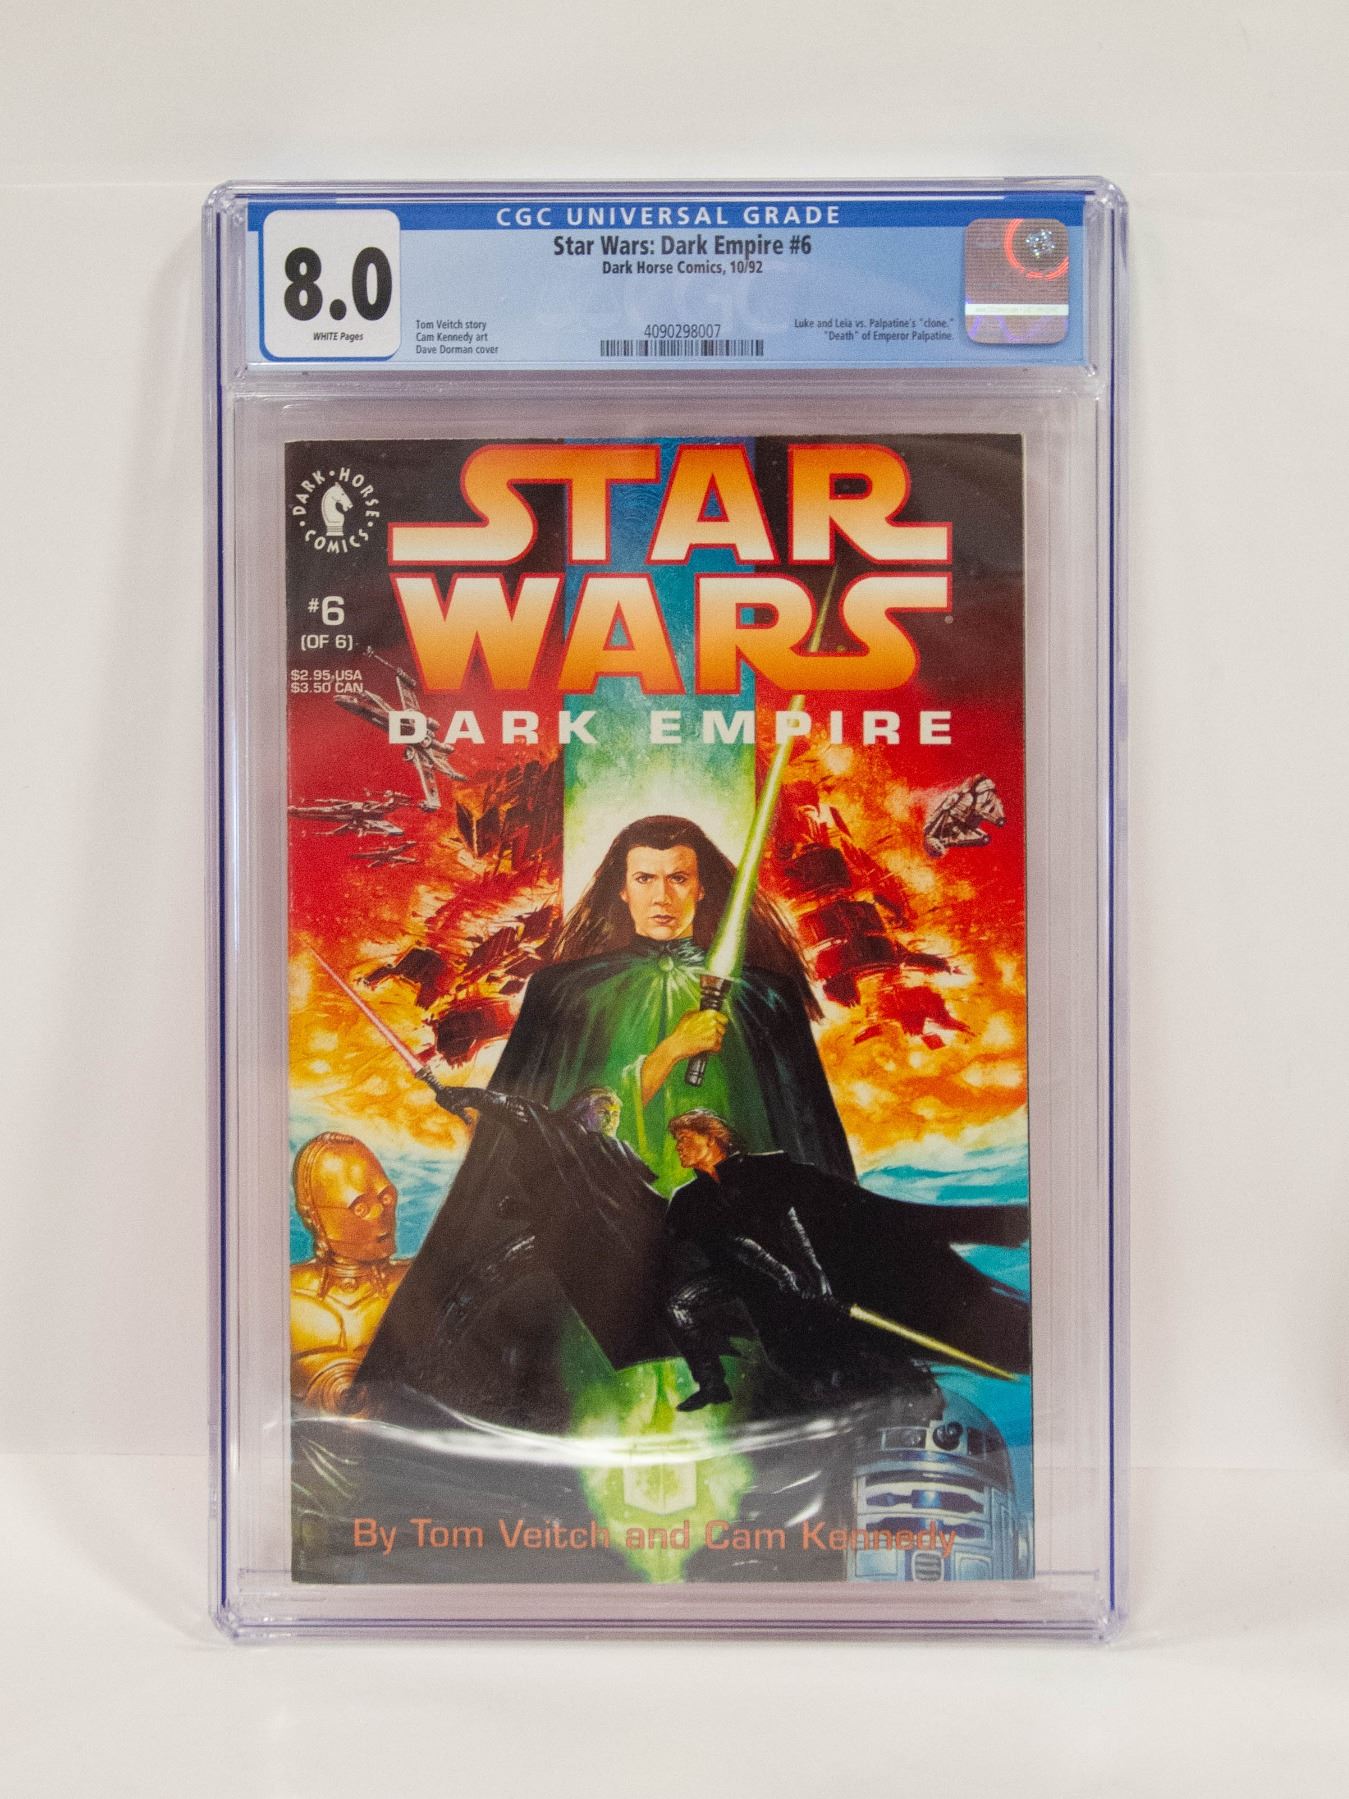 CGC UNIVERSAL GRADE
8.0
WHITE Pages
Star Wars: Dark Empire #6
Dark Horse Comics, 10/92
Tom Veitch story
Cam Kennedy art
Dave Dorman cover
4090298007
Luke and Leia vs. Palpatine's "clone."
"Death" of Emperor Palpatine.
CGC
DARK HORSE
COMICS
STAR
WARS
#6
(OF 6)
$2.95 USA
$3.50 CAN
DARK EMPIRE
By Tom Veitch and Cam Kennedy